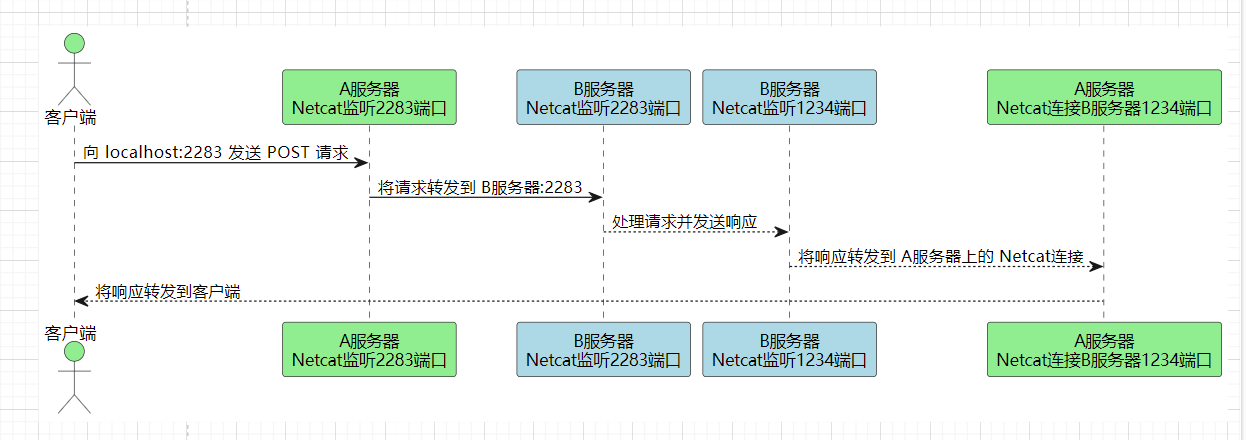 客户端
A服务器
Netcat监听2283端口
B服务器
Netcat监听2283端口
B服务器
Netcat监听1234端口
A服务器
Netcat连接B服务器1234端口
向 localhost:2283 发送 POST 请求
将请求转发到 B服务器:2283
处理请求并发送响应
将响应转发到 A服务器上的 Netcat连接
将响应转发到客户端
客户端
A服务器
Netcat监听2283端口
B服务器
Netcat监听2283端口
B服务器
Netcat监听1234端口
A服务器
Netcat连接B服务器1234端口